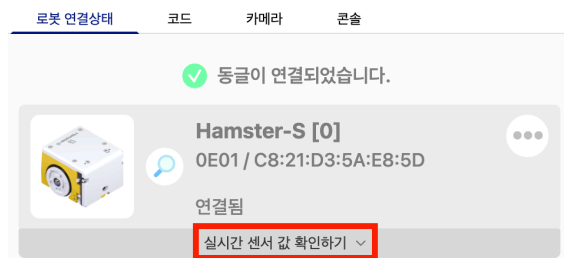 로봇 연결상태 코드 카메라 콘솔
동글이 연결되었습니다.
Hamster-S [0]
0E01 / C8:21:D3:5A:E8:5D
연결됨
실시간 센서 값 확인하기